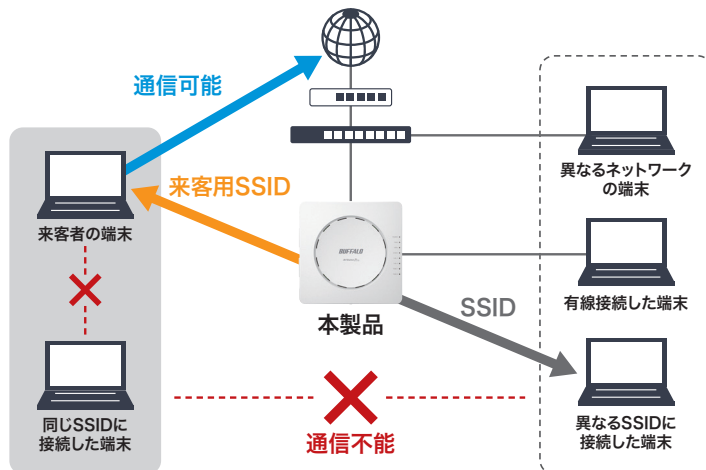 通信可能
来客用SSID
来客者の端末
同じSSIDに
接続した端末
BUFFALO
本製品
SSID
通信不能
異なるネットワーク
の端末
有線接続した端末
異なるSSIDに
接続した端末